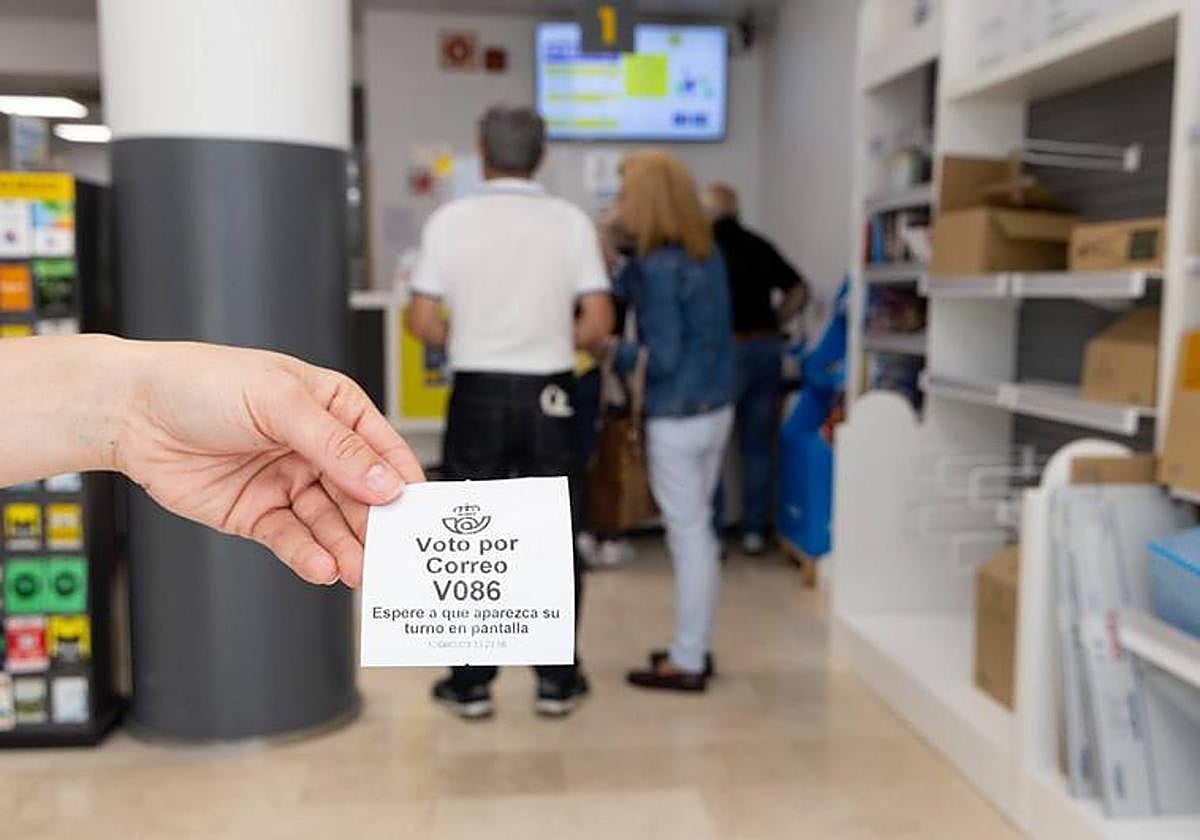 1
Voto por
Correo
V086
Espere a que aparezca su
turno en pantalla